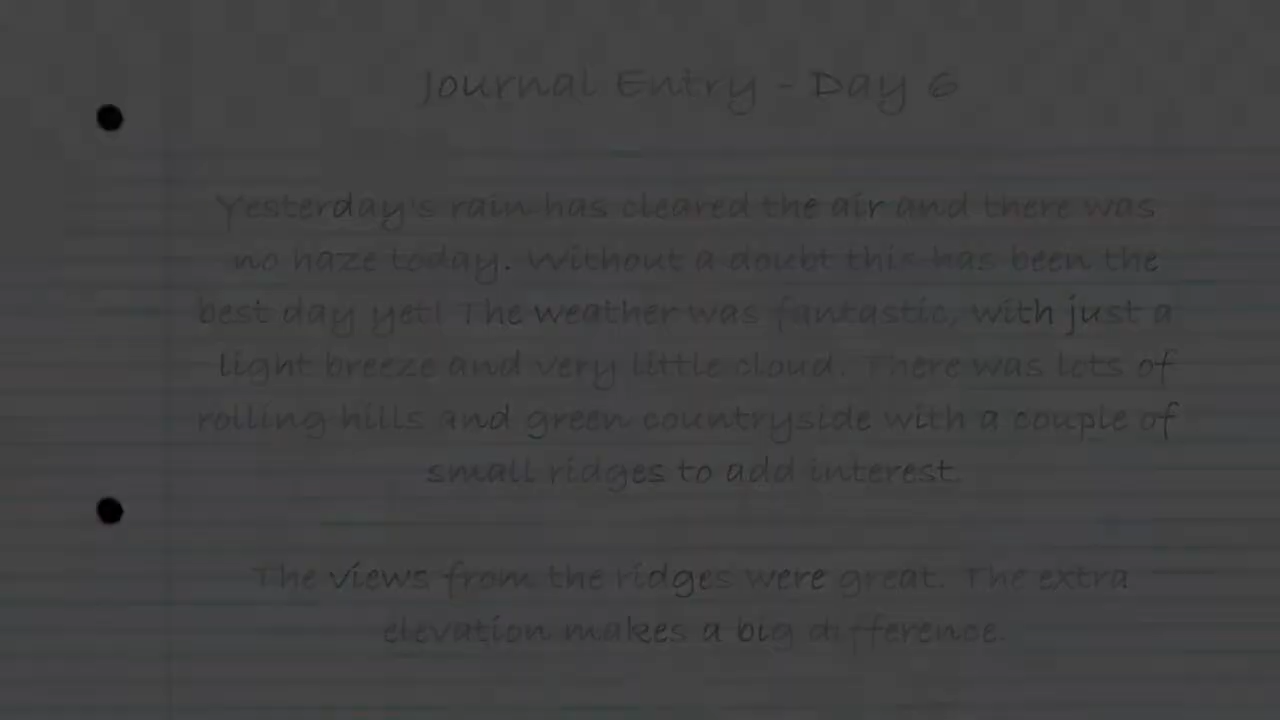 Journal Entry - Day 6
Yesterday's rain has cleared the air and there was
no haze today. Without a doubt this has been the
best day yet! The weather was fantastic, with just a
light breeze and very little cloud. There was lots of
rolling hills and green countryside with a couple of
small ridges to add interest.
The views from the ridges were great. The extra
elevation makes a big difference.